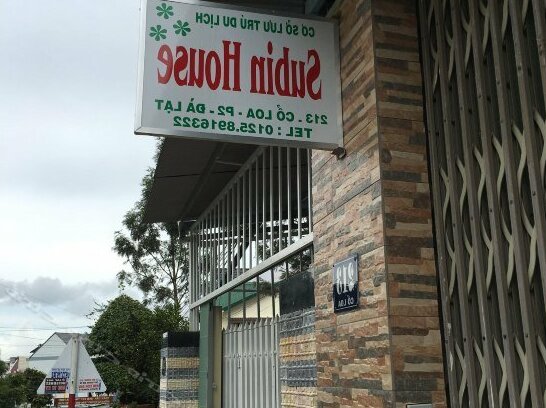 CƠ SỞ LƯU TRÚ DU LỊCH
Subin House
213 - CỔ LOA - P2 - ĐÀ LẠT
TEL : 0125.8916322
213
CỔ LOA